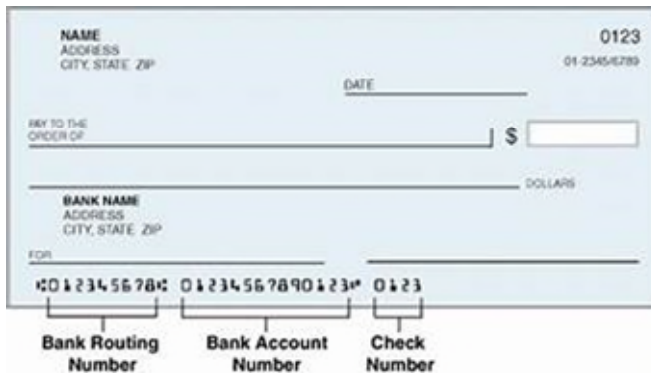 NAME
ADDRESS
CITY, STATE ZIP
0123
01-2345/6789
DATE
PAY TO THE
ORDER OF
$
DOLLARS
BANK NAME
ADDRESS
CITY, STATE ZIP
FOR
⑆012345678⑆ 01234567890123⑈ 0123
Bank Routing Number
Bank Account Number
Check Number